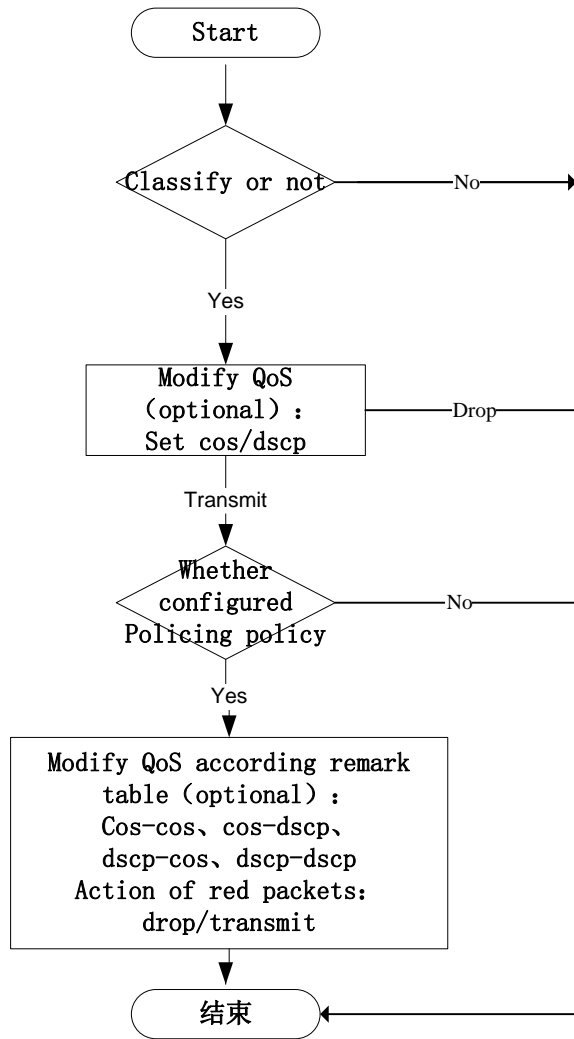 Start
Classify or not
No
Yes
Modify QoS
（optional）：
Set cos/dscp
Drop
Transmit
Whether
configured
Policing policy
No
Yes
Modify QoS according remark
table（optional）：
Cos-cos、cos-dscp、
dscp-cos、dscp-dscp
Action of red packets：
drop/transmit
结束